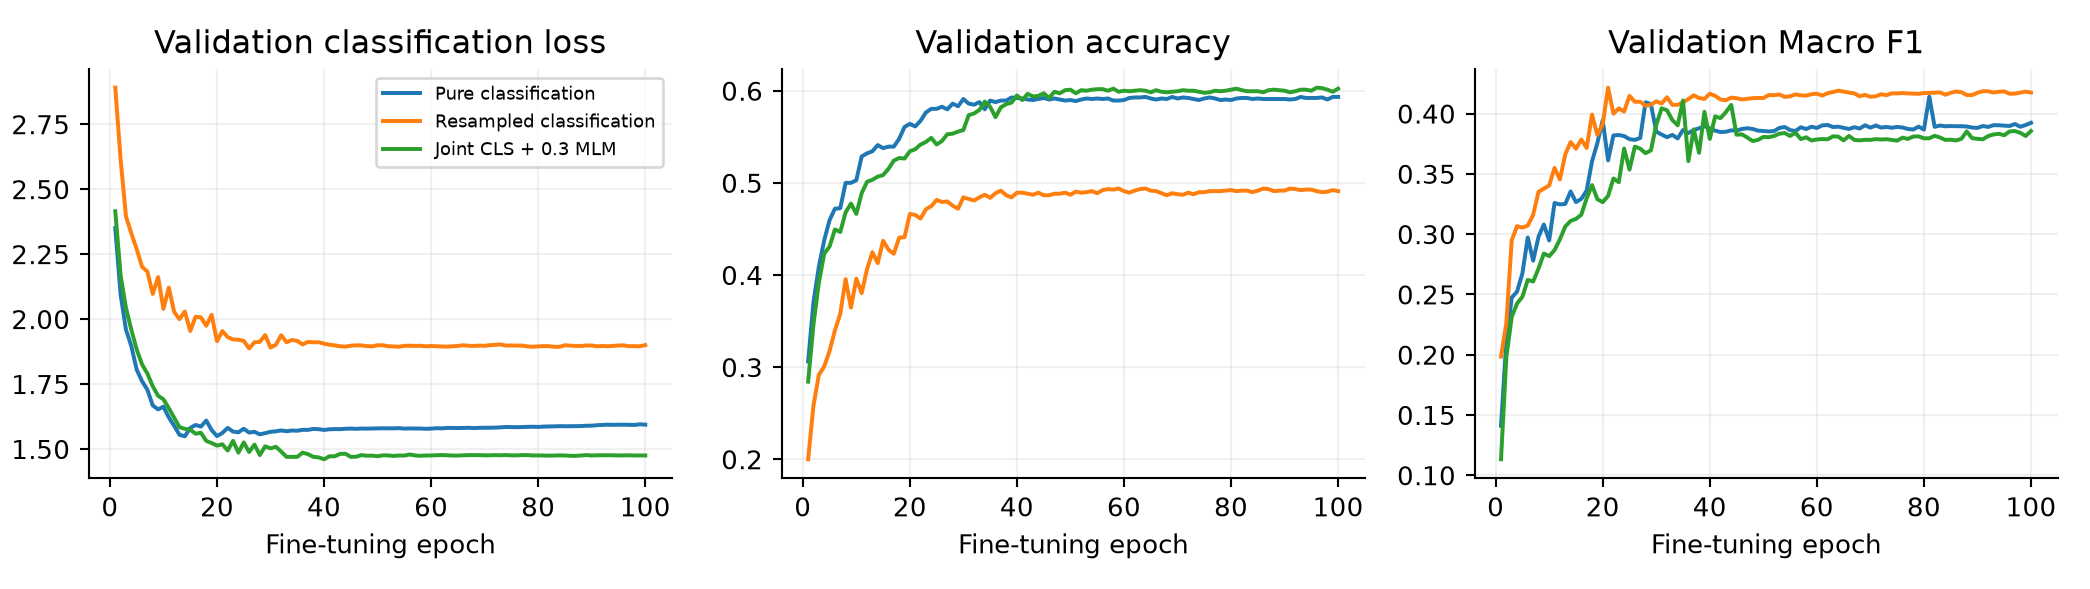 Validation classification loss
Pure classification
Resampled classification
Joint CLS + 0.3 MLM
2.75
2.50
2.25
2.00
1.75
1.50
0 20 40 60 80 100
Fine-tuning epoch
Validation accuracy
0.6
0.5
0.4
0.3
0.2
0 20 40 60 80 100
Fine-tuning epoch
Validation Macro F1
0.40
0.35
0.30
0.25
0.20
0.15
0.10
0 20 40 60 80 100
Fine-tuning epoch